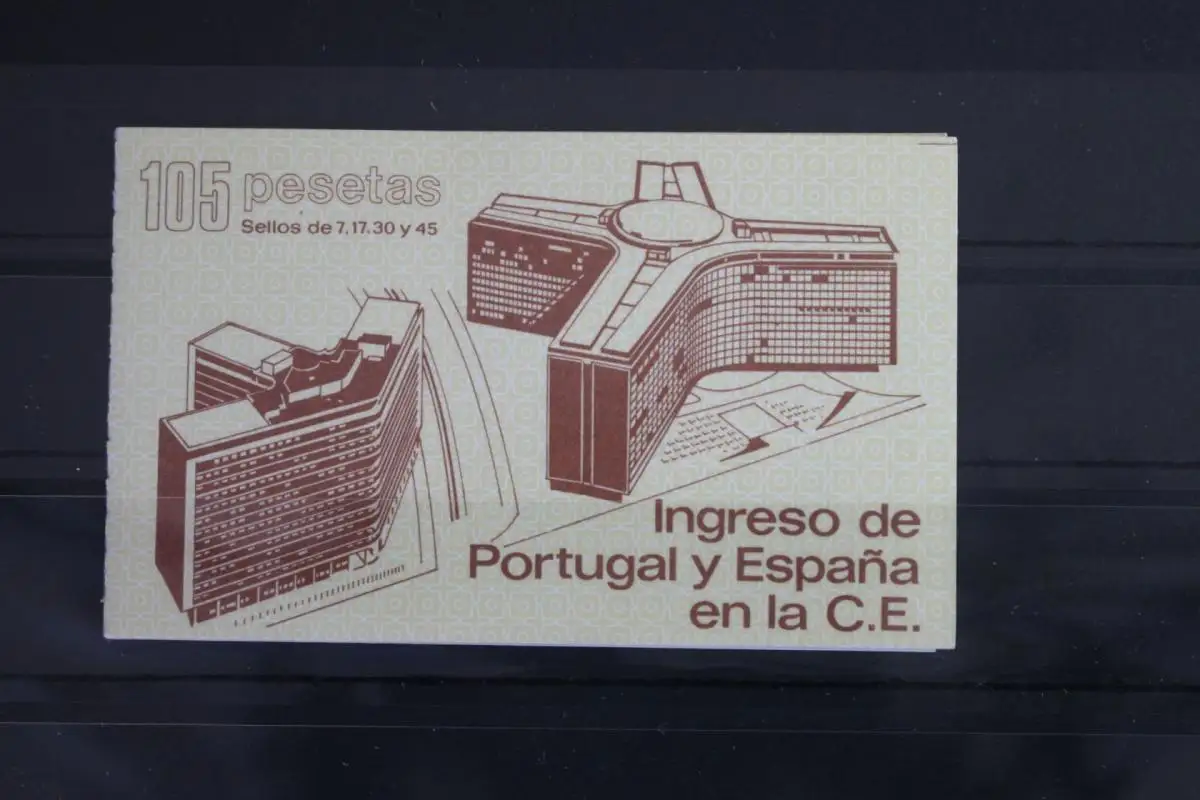 105 pesetas
Sellos de 7.17.30 y 45
Ingreso de
Portugal y España
en la C.E.